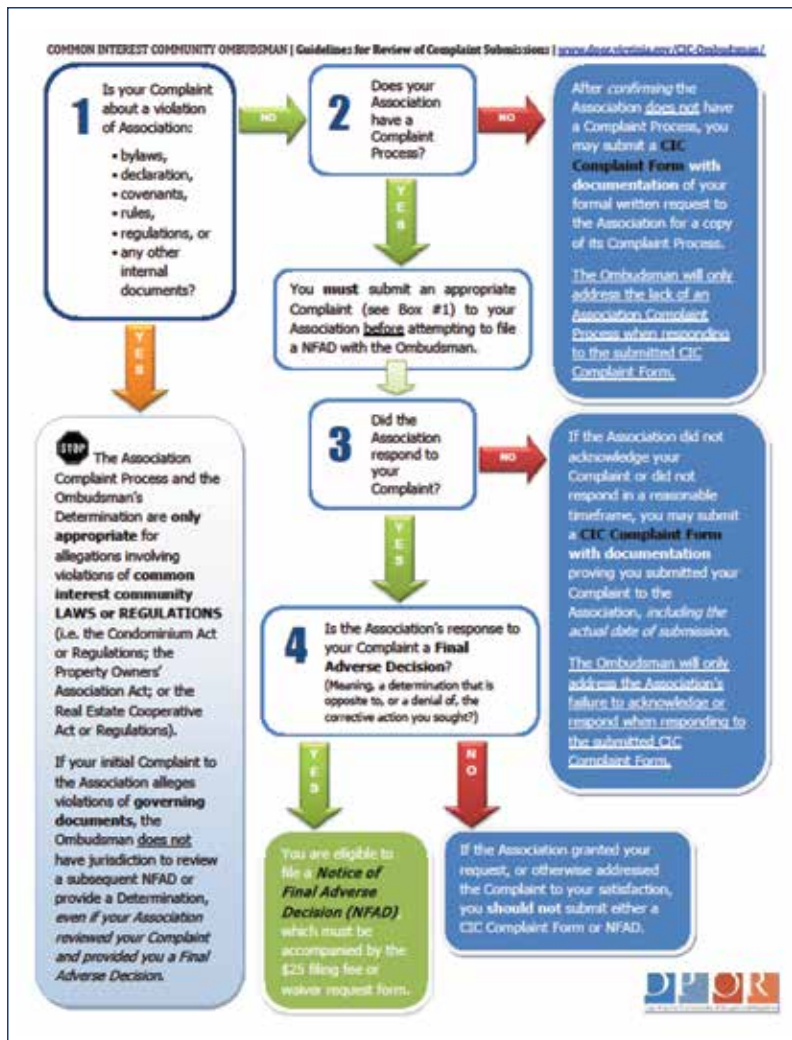 COMMON INTEREST COMMUNITY OMBUDSMAN | Guidelines for Review of Complaint Submissions | www.dpor.virginia.gov/CIC-Ombudsman/
1
Is your Complaint
about a violation
of Association:
• bylaws,
• declaration,
• covenants,
• rules,
• regulations, or
• any other
internal
documents?
NO
2
Does your
Association
have a
Complaint
Process?
NO
After confirming the
Association does not have
a Complaint Process, you
may submit a CIC
Complaint Form with
documentation of your
formal written request to
the Association for a copy
of its Complaint Process.
The Ombudsman will only
address the lack of an
Association Complaint
Process when responding
to the submitted CIC
Complaint Form.
YES
YES
You must submit an appropriate
Complaint (see Box #1) to your
Association before attempting to file
a NFAD with the Ombudsman.
STOP
The Association
Complaint Process and the
Ombudsman's
Determination are only
appropriate for
allegations involving
violations of common
interest community
LAWS or REGULATIONS
(i.e. the Condominium Act
or Regulations; the
Property Owners'
Association Act; or the
Real Estate Cooperative
Act or Regulations).
If your initial Complaint to
the Association alleges
violations of governing
documents, the
Ombudsman does not
have jurisdiction to review
a subsequent NFAD or
provide a Determination,
even if your Association
reviewed your Complaint
and provided you a Final
Adverse Decision.
3
Did the
Association
respond to
your
Complaint?
NO
If the Association did not
acknowledge your
Complaint or did not
respond in a reasonable
timeframe, you may submit
a CIC Complaint Form
with documentation
proving you submitted your
Complaint to the
Association, including the
actual date of submission.
The Ombudsman will only
address the Association's
failure to acknowledge or
respond when responding to
the submitted CIC
Complaint Form.
YES
4
Is the Association's response to
your Complaint a Final
Adverse Decision?
(Meaning, a determination that is
opposite to, or a denial of, the
corrective action you sought?)
YES
NO
You are eligible to
file a Notice of
Final Adverse
Decision (NFAD)
which must be
accompanied by the
$25 filing fee or
waiver request form.
If the Association granted your
request, or otherwise addressed
the Complaint to your satisfaction,
you should not submit either a
CIC Complaint Form or NFAD.
DPOR